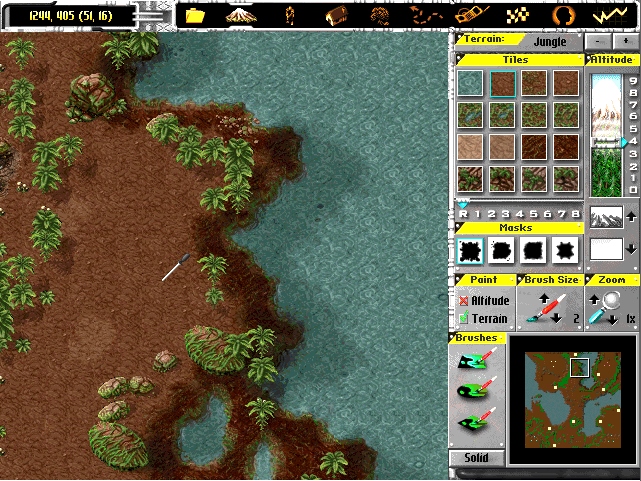 1244, 405 (51, 16)
Terrain: Jungle - +
Tiles
Altitude
9
8
7
6
5
4
3
2
1
0
R 1 2 3 4 5 6 7 8
Masks
Paint
Brush Size
Zoom
Altitude
Terrain
2
1x
Brushes
Solid